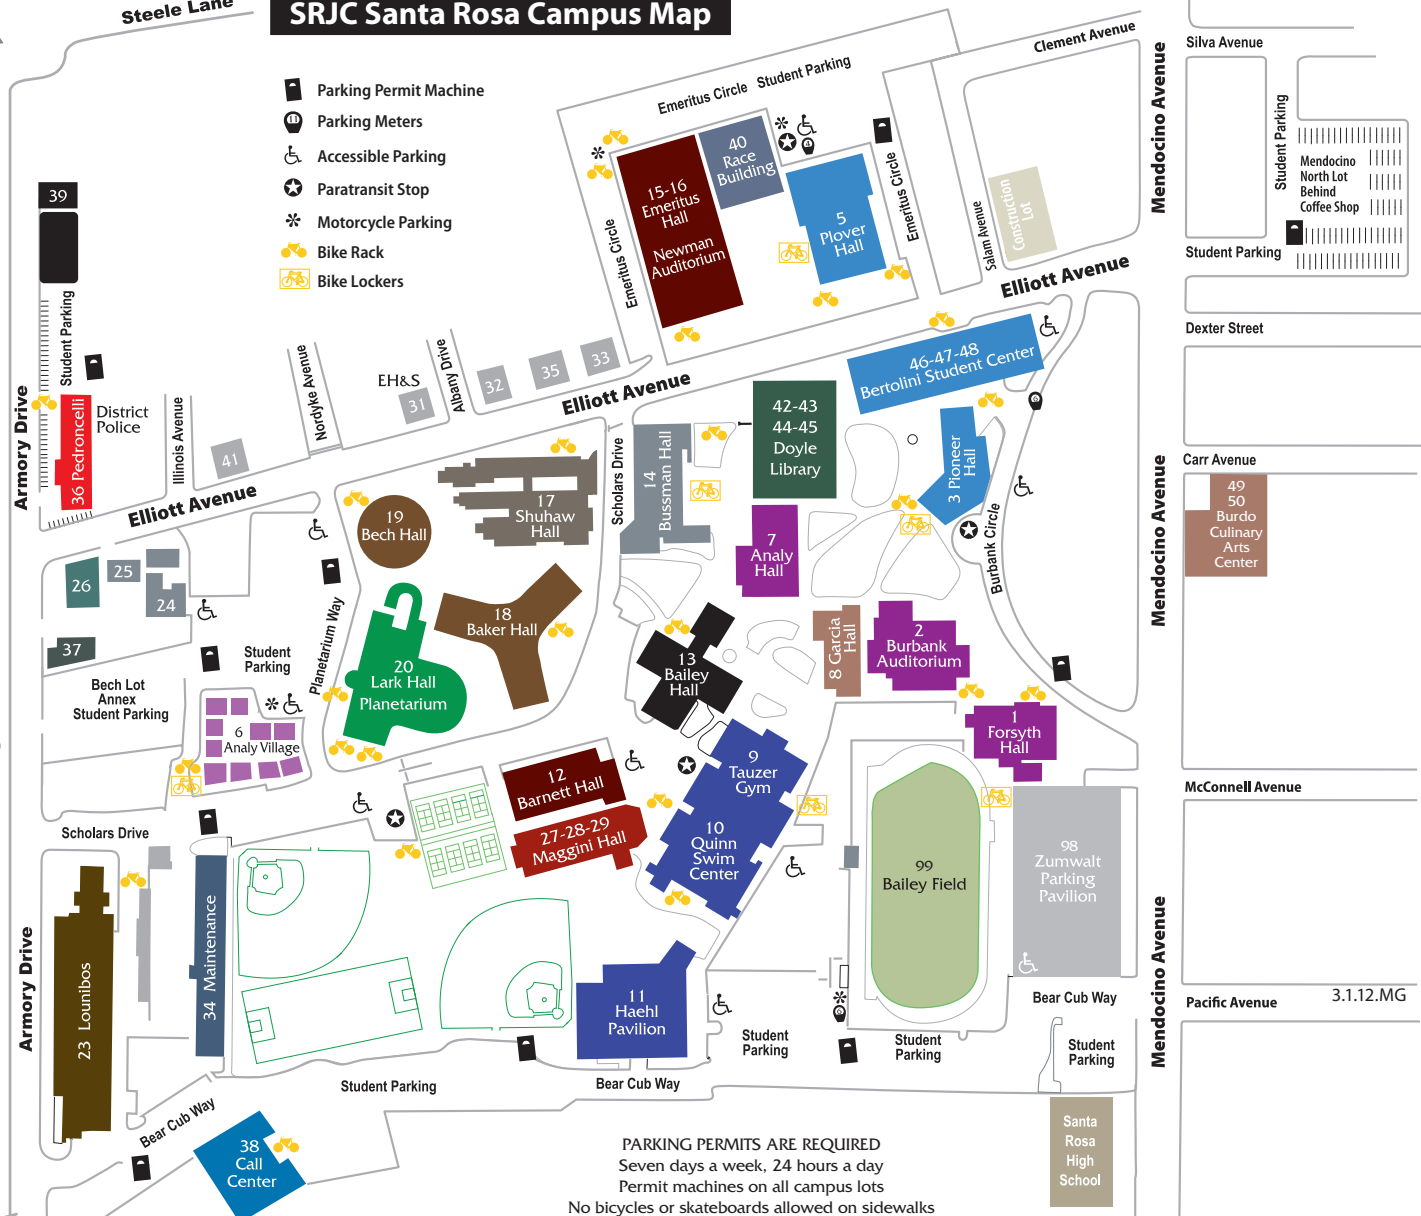 Steele Lane
SRJC Santa Rosa Campus Map
Parking Permit Machine
Parking Meters
Accessible Parking
Paratransit Stop
Motorcycle Parking
Bike Rack
Bike Lockers
Emeritus Circle
Student Parking
Clement Avenue
Mendocino Avenue
Silva Avenue
Student Parking
Mendocino
North Lot
Behind
Coffee Shop
Student Parking
Dexter Street
39
Student Parking
Armory Drive
36 Pedroncelli
District
Police
Illinois Avenue
41
Nordyke Avenue
EH&S
31
Albany Drive
32
35
33
Elliott Avenue
Elliott Avenue
Elliott Avenue
Emeritus Circle
15-16
Emeritus
Hall
Newman
Auditorium
40
Race
Building
5
Plover
Hall
Emeritus Circle
Salam Avenue
Construction
Lot
46-47-48
Bertolini Student Center
42-43
44-45
Doyle
Library
3 Pioneer
Hall
Burbank Circle
Mendocino Avenue
Carr Avenue
49
50
Burdo
Culinary
Arts
Center
Scholars Drive
14
Bussman Hall
17
Shuhaw
Hall
19
Bech Hall
7
Analy
Hall
26
25
24
37
Bech Lot
Annex
Student Parking
Student
Parking
Planetarium Way
18
Baker Hall
20
Lark Hall
Planetarium
6
Analy Village
13
Bailey
Hall
8 Garcia
Hall
2
Burbank
Auditorium
1
Forsyth
Hall
9
Tauzer
Gym
10
Quinn
Swim
Center
12
Barnett Hall
27-28-29
Maggini Hall
99
Bailey Field
98
Zumwalt
Parking
Pavilion
McConnell Avenue
Scholars Drive
Armory Drive
23 Lounibos
34 Maintenance
11
Haehl
Pavilion
Student
Parking
Student
Parking
Bear Cub Way
Student
Parking
Mendocino Avenue
Pacific Avenue
3.1.12.MG
Student Parking
Bear Cub Way
Bear Cub Way
38
Call
Center
Santa
Rosa
High
School
PARKING PERMITS ARE REQUIRED
Seven days a week, 24 hours a day
Permit machines on all campus lots
No bicycles or skateboards allowed on sidewalks